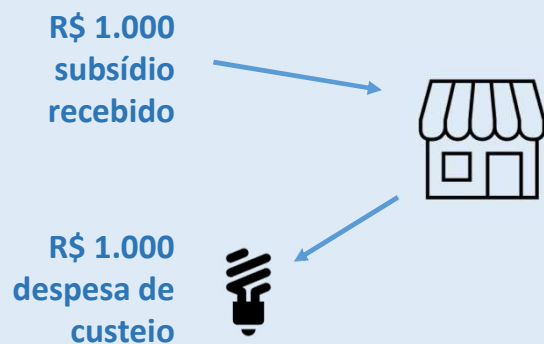 R$ 1.000
subsídio
recebido
R$ 1.000
despesa de
custeio